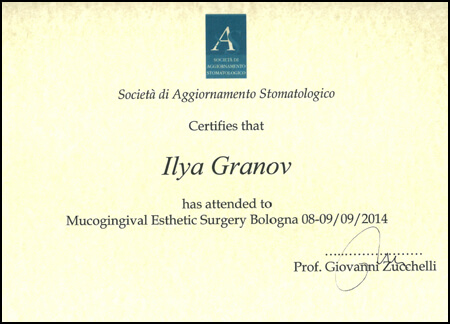 A
SOCIETÀ DI
AGGIORNAMENTO
STOMATOLOGICO
Società di Aggiornamento Stomatologico
Certifies that
Ilya Granov
has attended to
Mucogingival Esthetic Surgery Bologna 08-09/09/2014
Prof. Giovanni Zucchelli